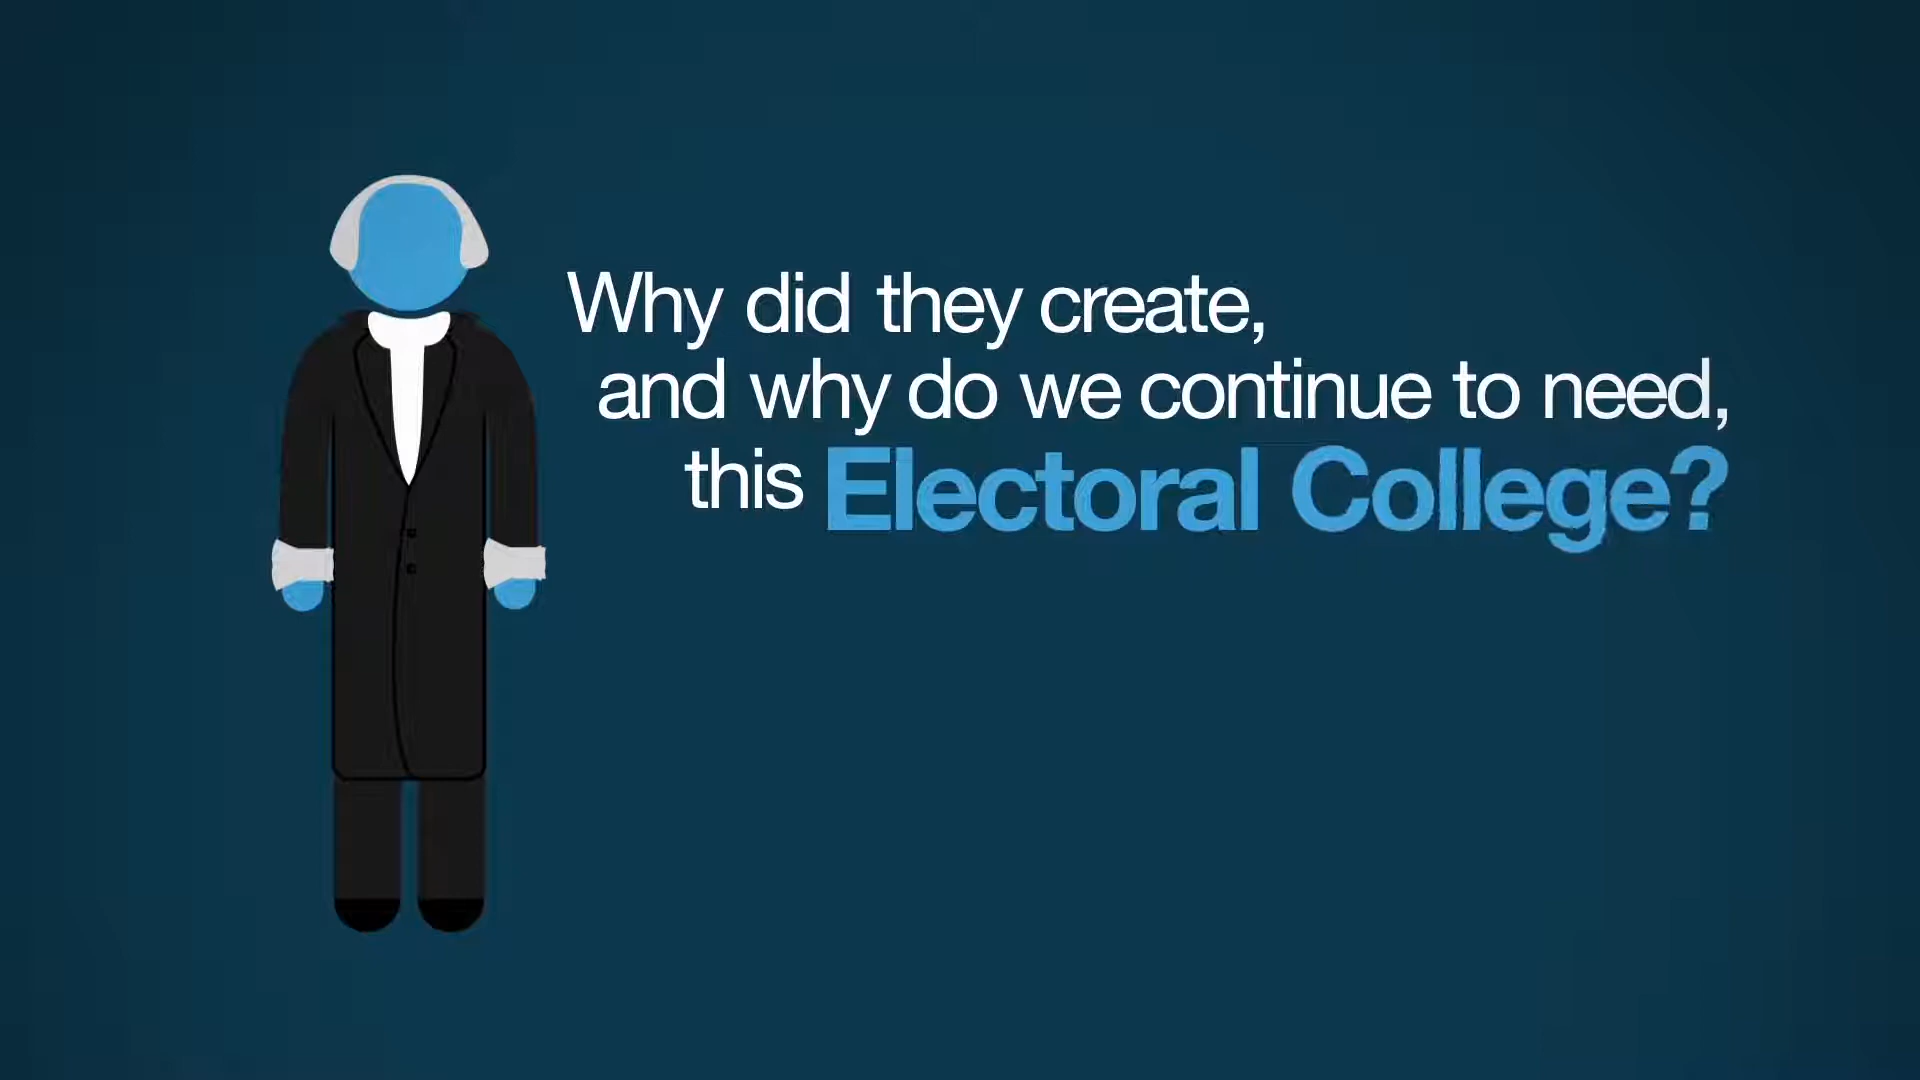 Why did they create,
and why do we continue to need,
this Electoral College?